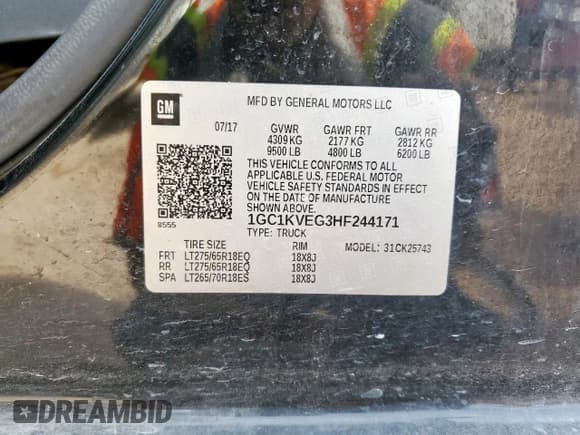 GM
MFD BY GENERAL MOTORS LLC
07/17 GVWR GAWR FRT GAWR RR
4309 KG 2177 KG 2812 KG
9500 LB 4800 LB 6200 LB
THIS VEHICLE CONFORMS TO ALL
APPLICABLE U.S. FEDERAL MOTOR
VEHICLE SAFETY STANDARDS IN EFFECT
ON THE DATE OF MANUFACTURE
SHOWN ABOVE.
8555
1GC1KVEG3HF244171
TYPE: TRUCK
TIRE SIZE RIM MODEL: 31CK25743
FRT LT275/65R18EQ 18X8J
RR LT275/65R18EQ 18X8J
SPA LT265/70R18ES 18X8J
DREAMBID